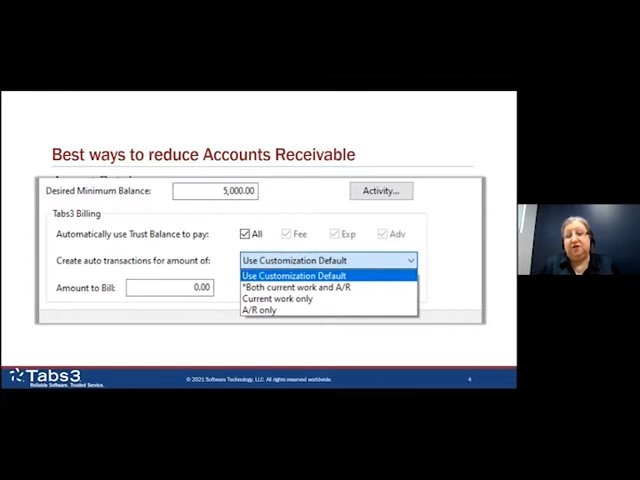 Best ways to reduce Accounts Receivable
Desired Minimum Balance: 5,000.00 Activity...
Tabs3 Billing
Automatically use Trust Balance to pay: All Fee Exp Adv
Create auto transactions for amount of: Use Customization Default
Use Customization Default
*Both current work and A/R
Current work only
A/R only
Amount to Bill: 0.00
Tabs3
Reliable Software. Trusted Service.
© 2021 Software Technology, LLC. All rights reserved worldwide.
4